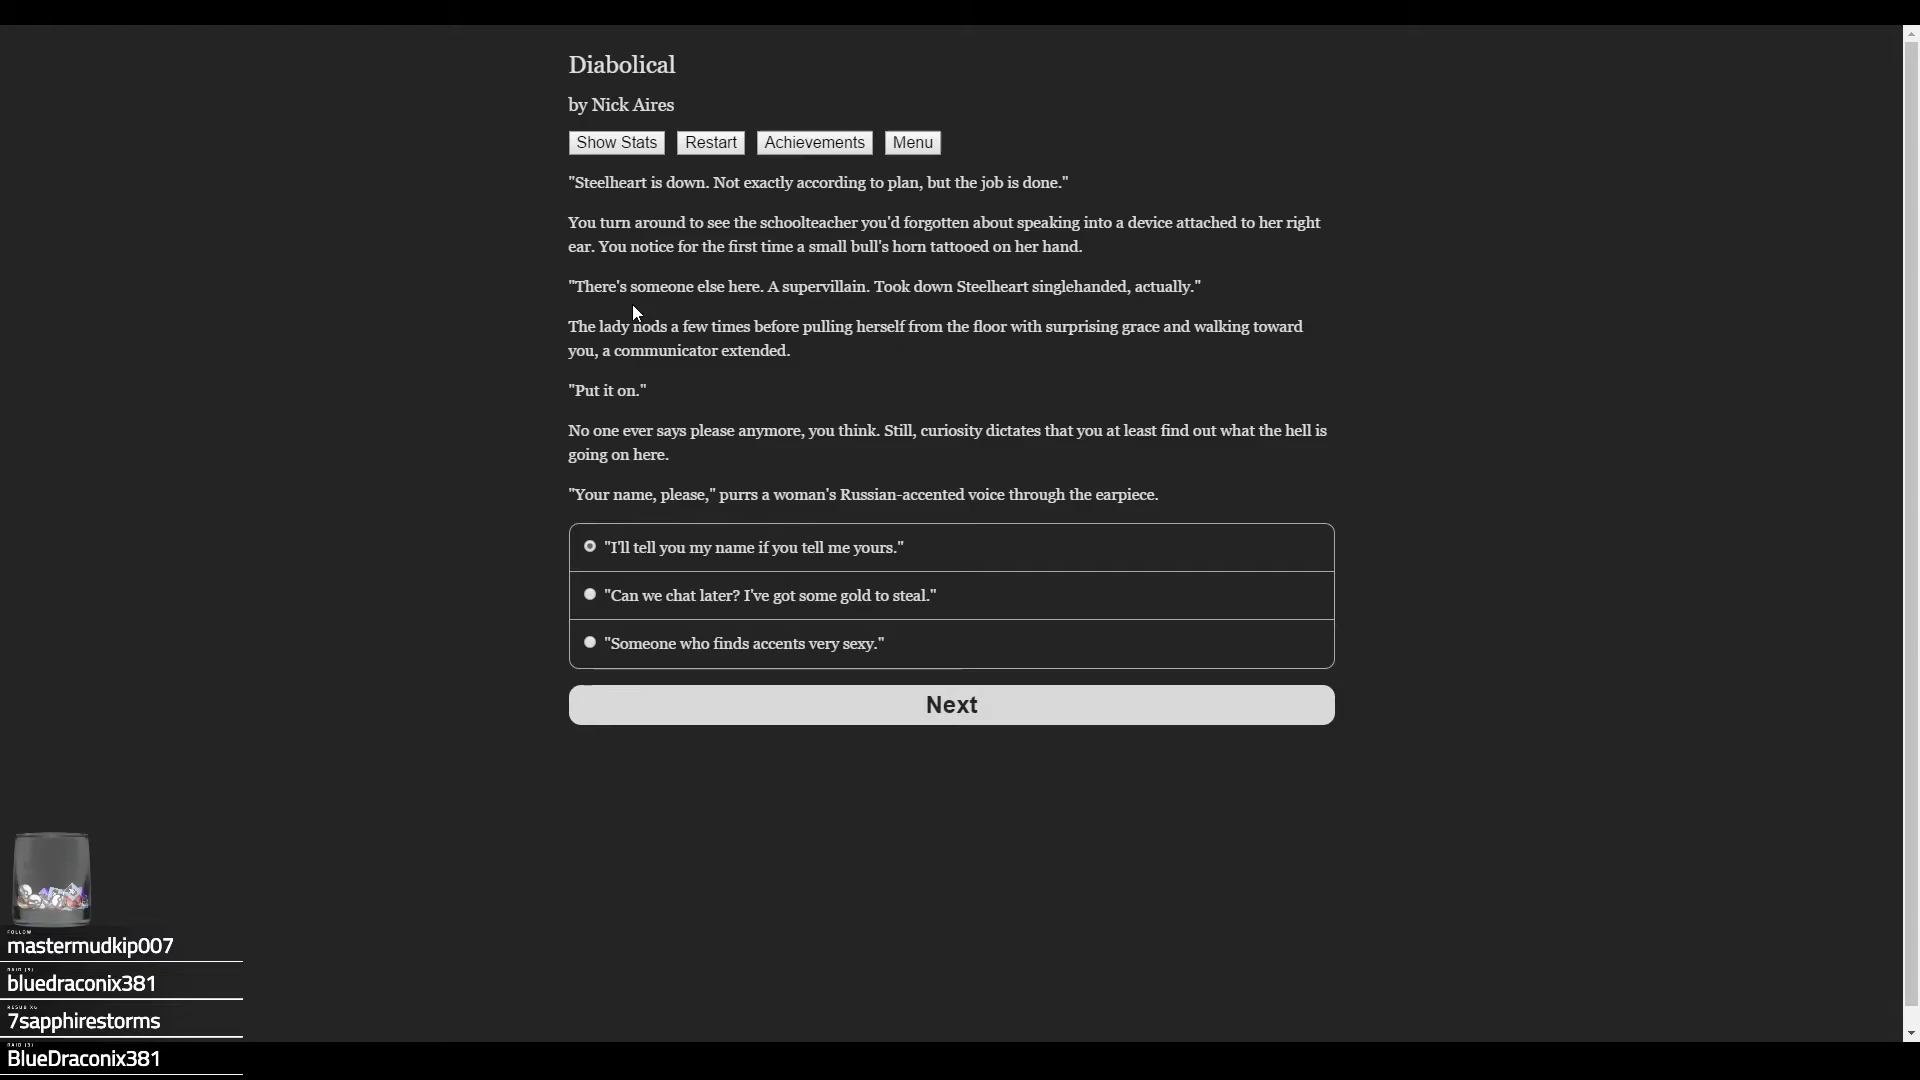 Diabolical
by Nick Aires
Show Stats Restart Achievements Menu
"Steelheart is down. Not exactly according to plan, but the job is done."
You turn around to see the schoolteacher you'd forgotten about speaking into a device attached to her right
ear. You notice for the first time a small bull's horn tattooed on her hand.
"There's someone else here. A supervillain. Took down Steelheart singlehanded, actually."
The lady nods a few times before pulling herself from the floor with surprising grace and walking toward
you, a communicator extended.
"Put it on."
No one ever says please anymore, you think. Still, curiosity dictates that you at least find out what the hell is
going on here.
"Your name, please," purrs a woman's Russian-accented voice through the earpiece.
"I'll tell you my name if you tell me yours."
"Can we chat later? I've got some gold to steal."
"Someone who finds accents very sexy."
Next
FOLLOW
mastermudkip007
RAID (3)
bluedraconix381
RESUB X6
7sapphirestorms
RAID (3)
BlueDraconix381